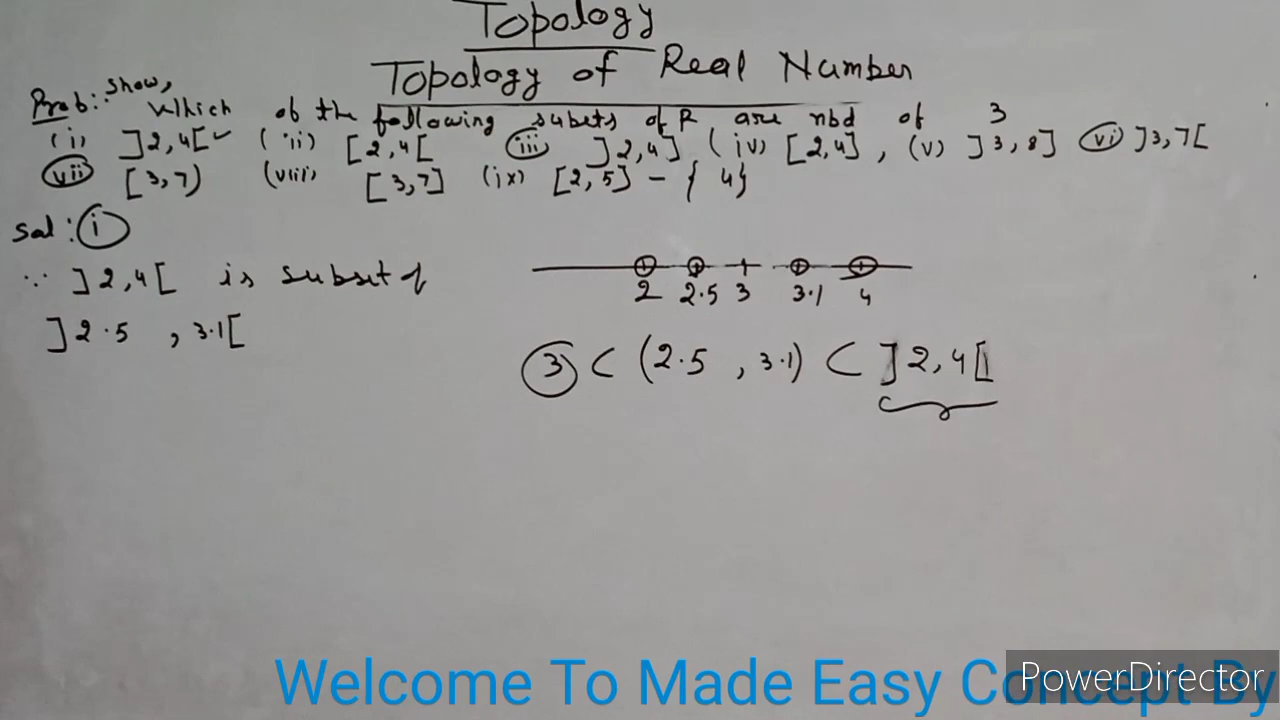 Topology
Topology of Real Number
Prob: Show, which of the following subets of R are nbd of 3
(i) ]2,4[ ✓ (ii) [2,4[ (iii) ]2,4] (iv) [2,4] , (v) ]3,8] (vi) ]3,7[
(vii) [3,7) (viii) [3,7] (ix) [2,5] - { 4}
Sol: (i)
∵ ]2,4[ is subset of
]2.5 , 3.1[
2 2.5 3 3.1 4
3 ⊂ (2.5 , 3.1) ⊂ ]2,4[
Welcome To Made Easy Concept By
PowerDirector